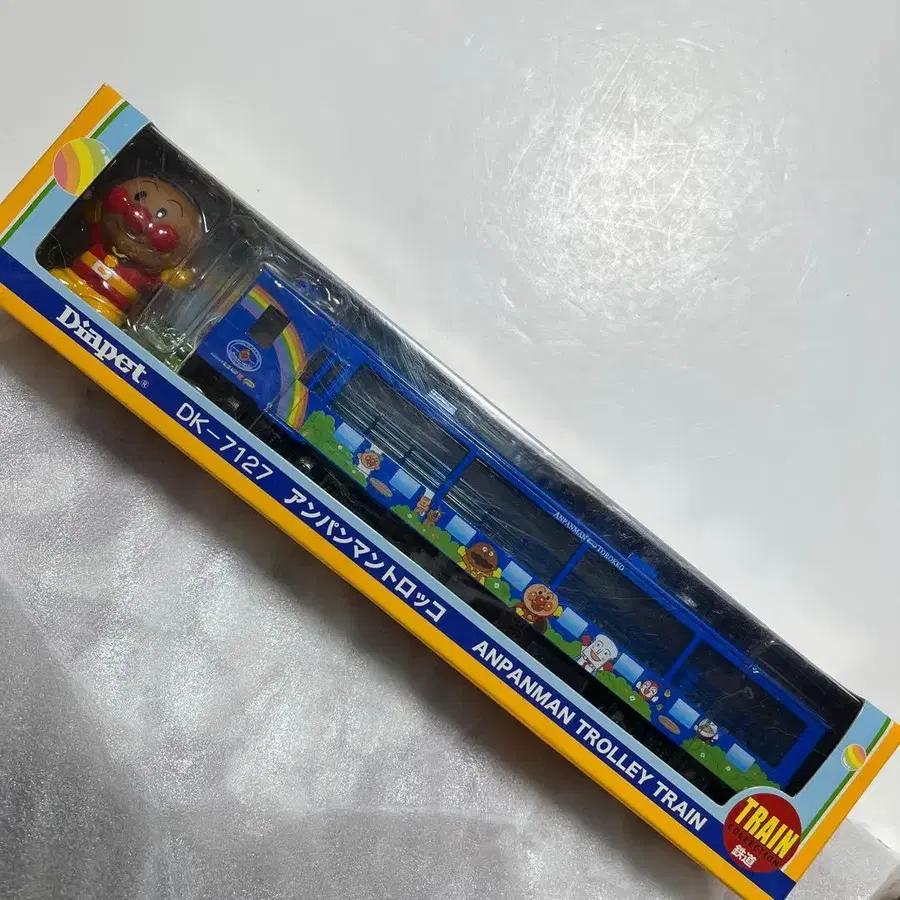 Diapet®
DK-7127 アンパンマントロッコ ANPANMAN TROLLEY TRAIN
ANPANMAN TOROKKO
TRAIN
COLLECTION
鉄道